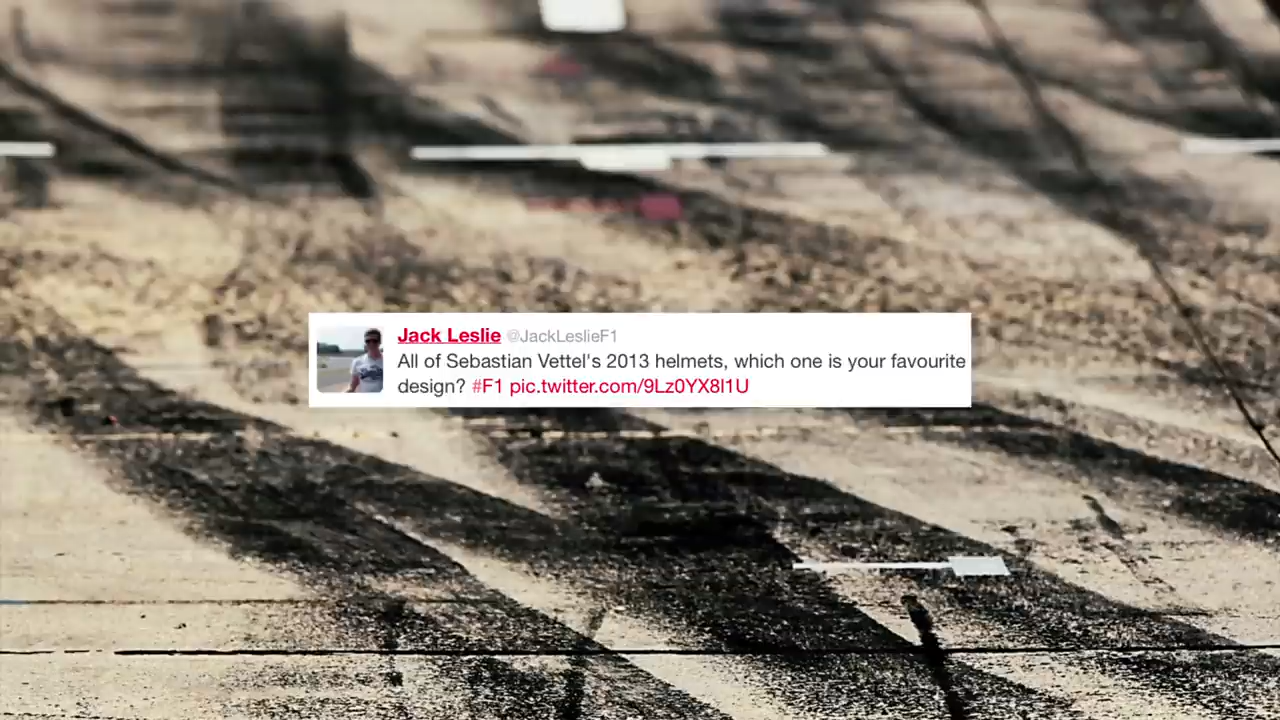 Jack Leslie @JackLeslieF1
All of Sebastian Vettel's 2013 helmets, which one is your favourite
design? #F1 pic.twitter.com/9Lz0YX8l1U